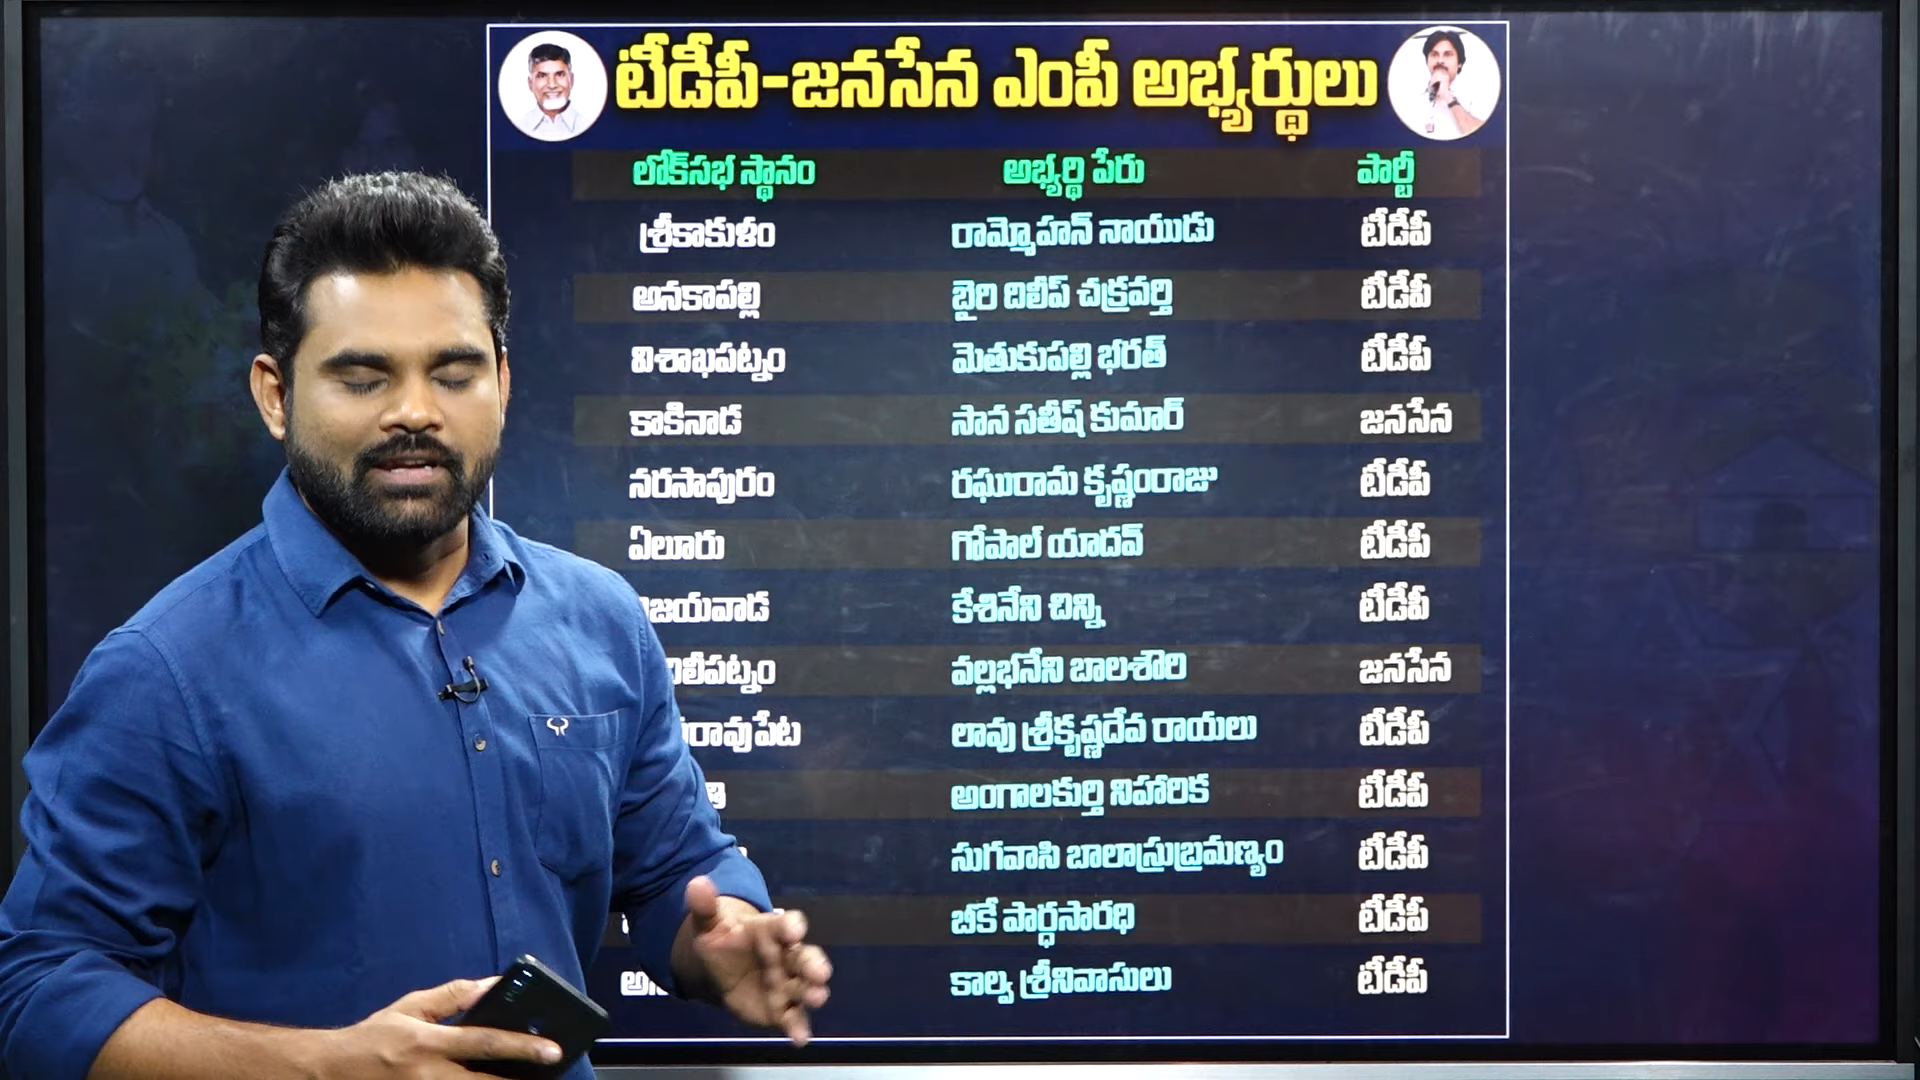 టీడీపీ-జనసేన ఎంపీ అభ్యర్థులు
లోక్‌సభ స్థానం అభ్యర్థి పేరు పార్టీ
శ్రీకాకుళం రామ్మోహన్ నాయుడు టీడీపీ
అనకాపల్లి బైరి దిలీప్ చక్రవర్తి టీడీపీ
విశాఖపట్నం మెతుకుపల్లి భరత్ టీడీపీ
కాకినాడ సాన సతీష్ కుమార్ జనసేన
నరసాపురం రఘురామ కృష్ణంరాజు టీడీపీ
ఏలూరు గోపాల్ యాదవ్ టీడీపీ
కేశినేని చిన్ని టీడీపీ
వల్లభనేని బాలశౌరి జనసేన
లావు శ్రీకృష్ణదేవ రాయలు టీడీపీ
అంగాలకుర్తి నిహారిక టీడీపీ
సుగవాసి బాలాస్రుబ్రమణ్యం టీడీపీ
బీకే పార్ధసారథి టీడీపీ
కాల్వ శ్రీనివాసులు టీడీపీ